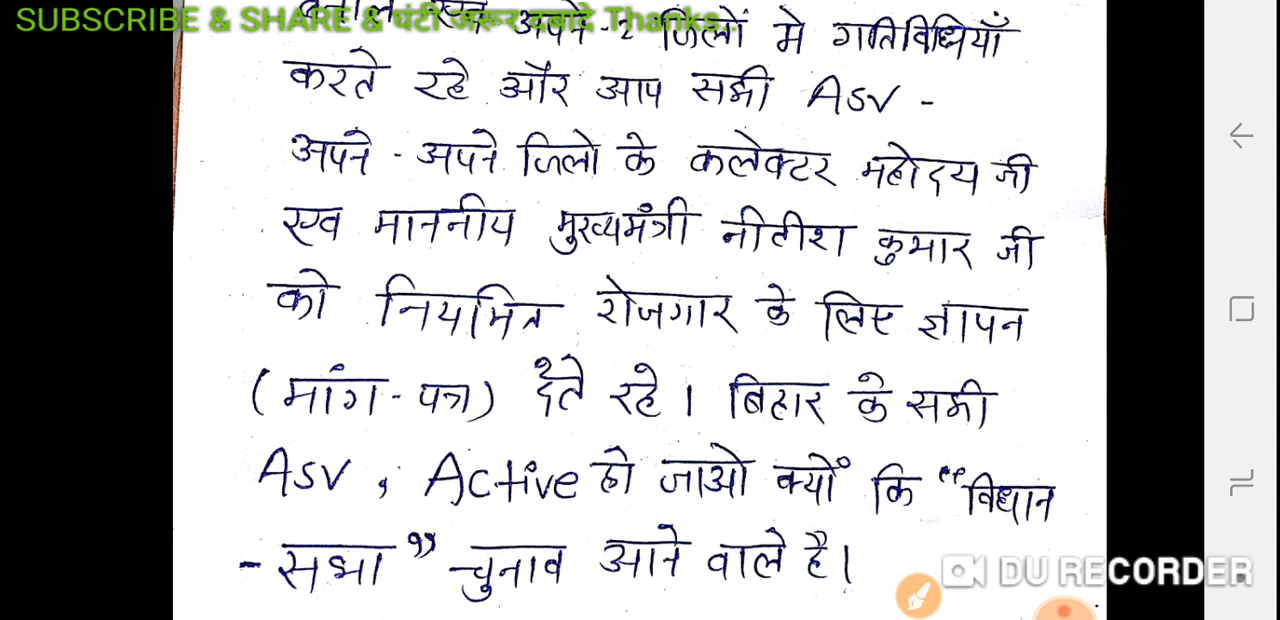 SUBSCRIBE & SHARE & घंटी जरूर दबादे Thanks..
अपने-2 जिलों मे गतिविधियाँ
करते रहे और आप सभी ASV -
अपने - अपने जिलो के कलेक्टर महोदय जी
एव माननीय मुख्यमंत्री नीतीश कुमार जी
को नियमित रोजगार के लिए ज्ञापन
(मांग - पत्र) देते रहे। बिहार के सभी
ASV, Active हो जाओ क्यों कि "विधान
- सभा" चुनाव आने वाले है।
DU RECORDER